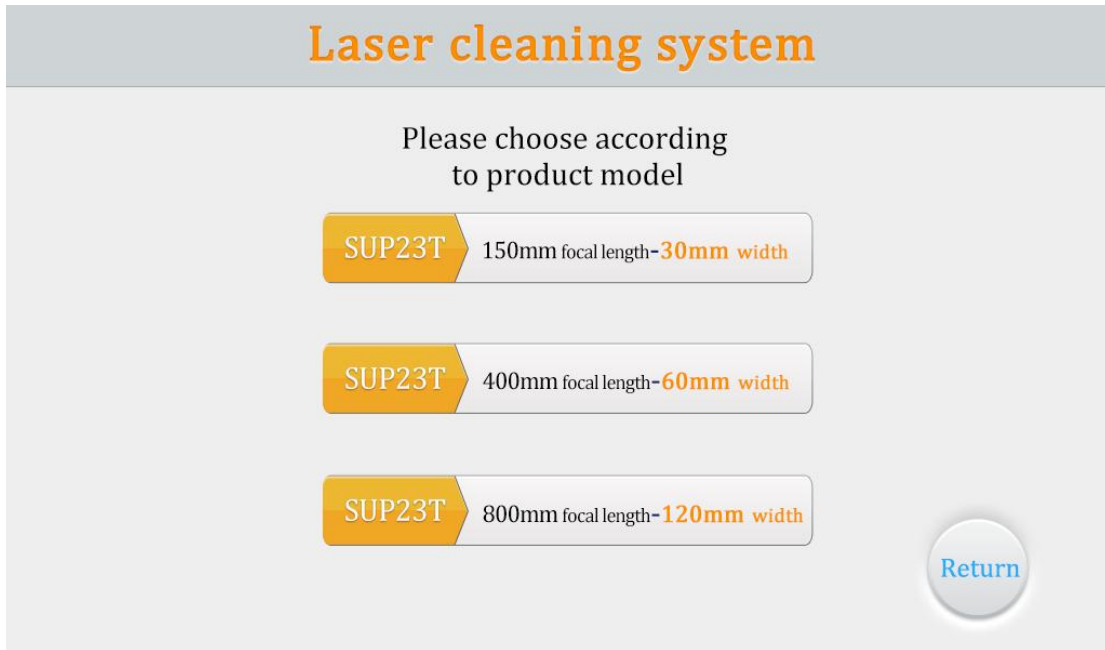 Laser cleaning system
Please choose according
to product model
SUP23T 150mm focal length-30mm width
SUP23T 400mm focal length-60mm width
SUP23T 800mm focal length-120mm width
Return